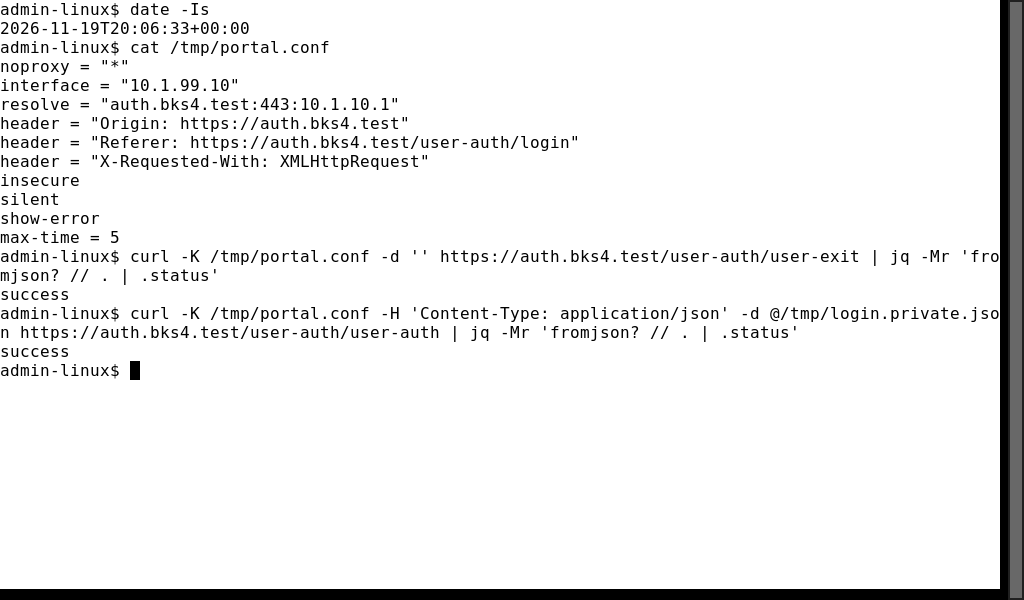 admin-linux$ date -Is
2026-11-19T20:06:33+00:00
admin-linux$ cat /tmp/portal.conf
noproxy = "*"
interface = "10.1.99.10"
resolve = "auth.bks4.test:443:10.1.10.1"
header = "Origin: https://auth.bks4.test"
header = "Referer: https://auth.bks4.test/user-auth/login"
header = "X-Requested-With: XMLHttpRequest"
insecure
silent
show-error
max-time = 5
admin-linux$ curl -K /tmp/portal.conf -d '' https://auth.bks4.test/user-auth/user-exit | jq -Mr 'fro
mjson? // . | .status'
success
admin-linux$ curl -K /tmp/portal.conf -H 'Content-Type: application/json' -d @/tmp/login.private.jso
n https://auth.bks4.test/user-auth/user-auth | jq -Mr 'fromjson? // . | .status'
success
admin-linux$